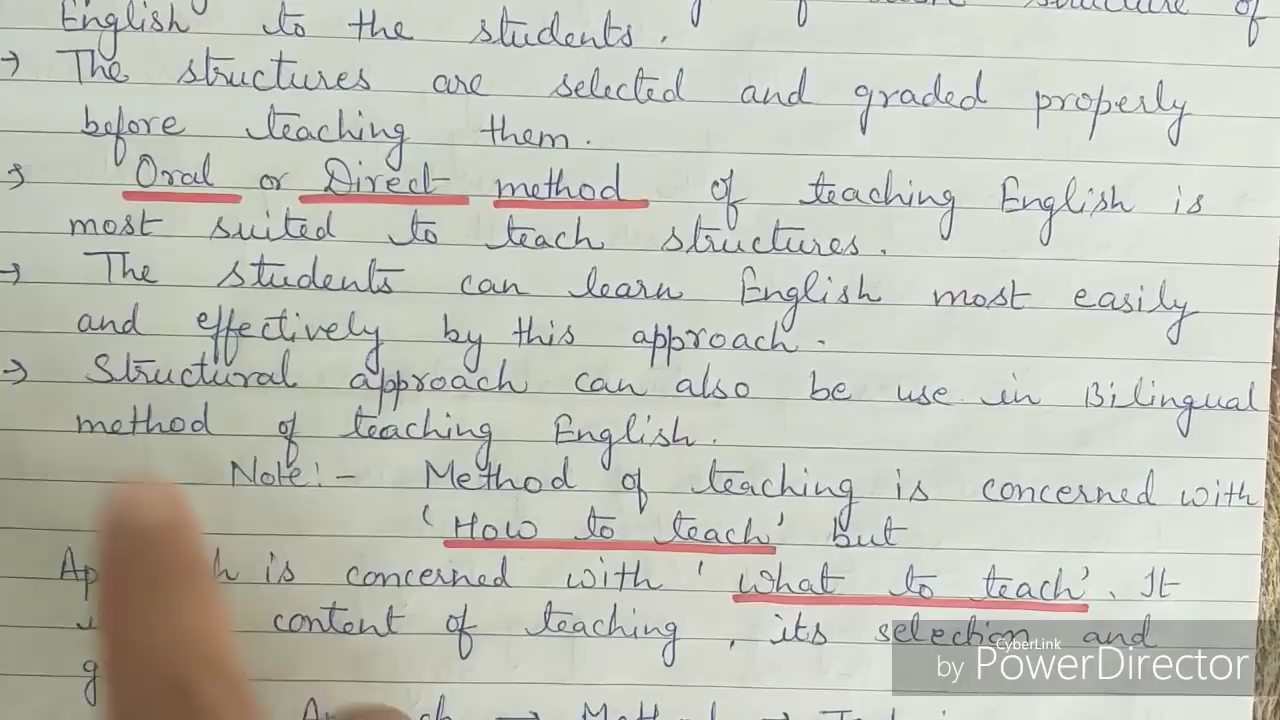 structure of
English to the students.
→ The structures are selected and graded properly
before teaching them.
→ Oral or Direct method of teaching English is
most suited to teach structures.
→ The students can learn English most easily
and effectively by this approach.
→ Structural approach can also be use in Bilingual
method of teaching English.
Note:- Method of teaching is concerned with
'How to teach' but
is concerned with 'What to teach'. It
content of teaching, its selection and
CyberLink
by PowerDirector